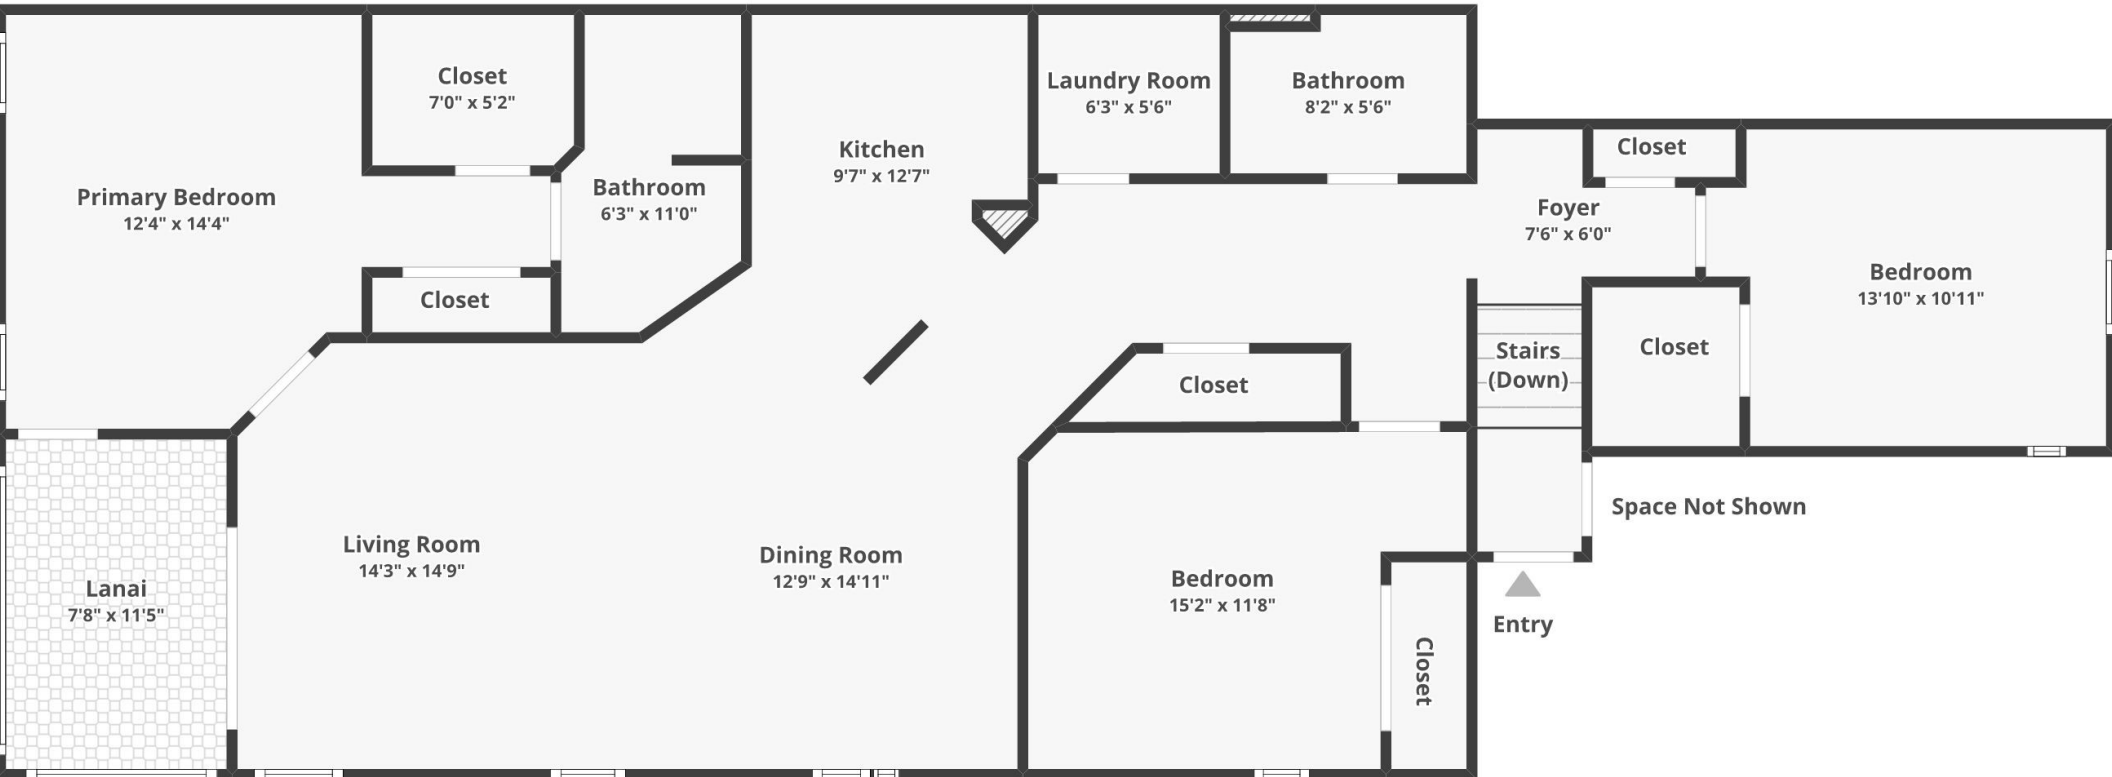 Closet
7'0" x 5'2"
Laundry Room
6'3" x 5'6"
Bathroom
8'2" x 5'6"
Kitchen
9'7" x 12'7"
Closet
Primary Bedroom
12'4" x 14'4"
Bathroom
6'3" x 11'0"
Foyer
7'6" x 6'0"
Bedroom
13'10" x 10'11"
Closet
Stairs
(Down)
Closet
Closet
Space Not Shown
Living Room
14'3" x 14'9"
Dining Room
12'9" x 14'11"
Lanai
7'8" x 11'5"
Bedroom
15'2" x 11'8"
Closet
Entry